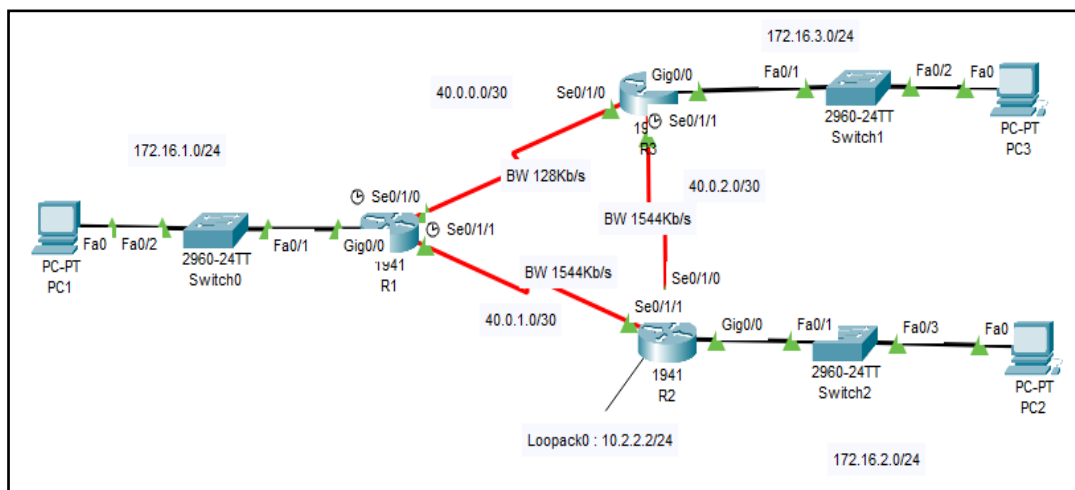 172.16.3.0/24
Gig0/0
Fa0/1
Fa0/2
Fa0
40.0.0.0/30
Se0/1/0
Se0/1/1
2960-24TT
Switch1
PC-PT
PC3
19
R3
172.16.1.0/24
BW 128Kb/s
40.0.2.0/30
Se0/1/0
BW 1544Kb/s
Se0/1/1
Fa0
Fa0/2
Fa0/1
Gig0/0
PC-PT
PC1
2960-24TT
Switch0
1941
R1
BW 1544Kb/s
Se0/1/0
Se0/1/1
40.0.1.0/30
Gig0/0
Fa0/1
Fa0/3
Fa0
1941
R2
2960-24TT
Switch2
PC-PT
PC2
Loopack0 : 10.2.2.2/24
172.16.2.0/24